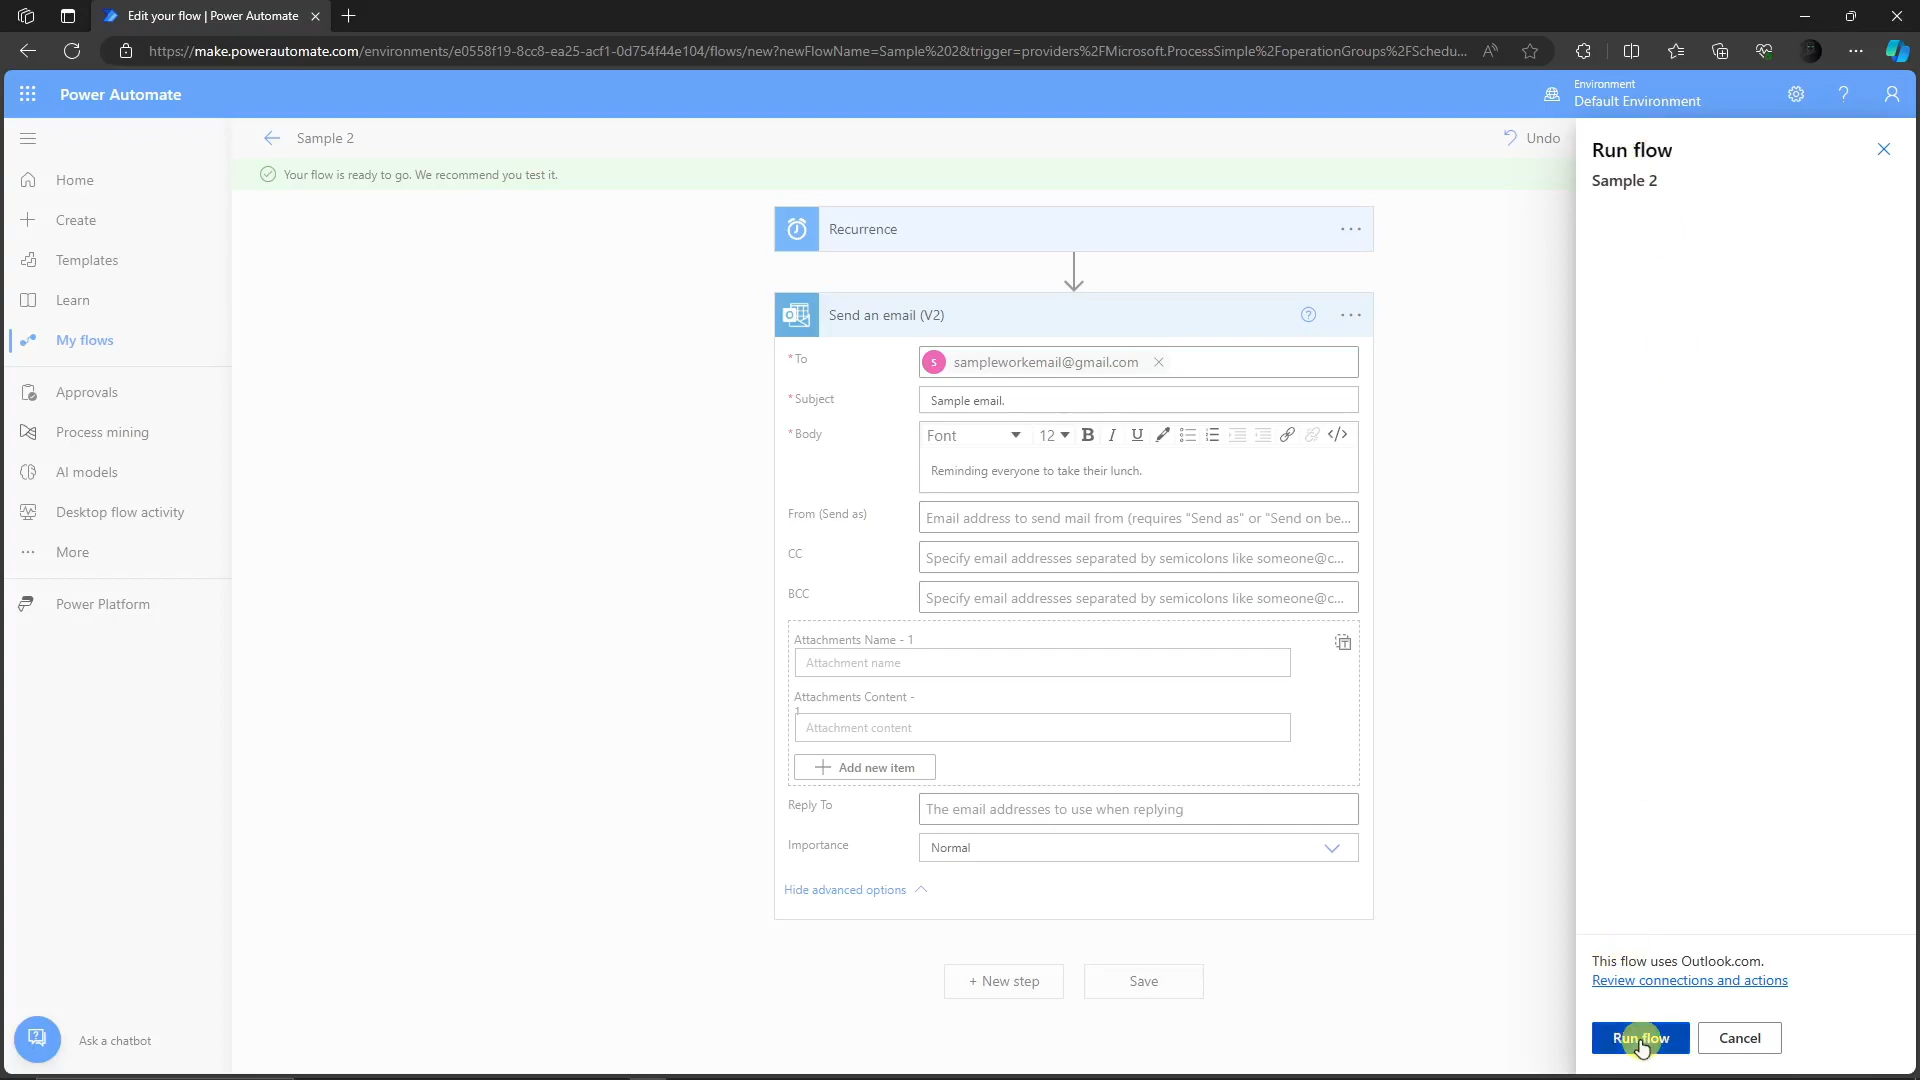 Edit your flow | Power Automate
https://make.powerautomate.com/environments/e0558f19-8cc8-ea25-acf1-0d754f44e104/flows/new?newFlowName=Sample%202&trigger=providers%2FMicrosoft.ProcessSimple%2FoperationGroups%2FSchedu...
Power Automate
Environment
Default Environment
Sample 2
Undo
Your flow is ready to go. We recommend you test it.
Home
Create
Templates
Learn
My flows
Approvals
Process mining
AI models
Desktop flow activity
More
Power Platform
Ask a chatbot
Recurrence
Send an email (V2)
* To
S sampleworkemail@gmail.com
* Subject
Sample email.
* Body
Font 12 B I U </>
Reminding everyone to take their lunch.
From (Send as)
Email address to send mail from (requires "Send as" or "Send on be...
CC
Specify email addresses separated by semicolons like someone@c...
BCC
Specify email addresses separated by semicolons like someone@c...
Attachments Name - 1
Attachment name
Attachments Content -
1
Attachment content
Add new item
Reply To
The email addresses to use when replying
Importance
Normal
Hide advanced options
+ New step
Save
Run flow
Sample 2
This flow uses Outlook.com.
Review connections and actions
Run flow
Cancel